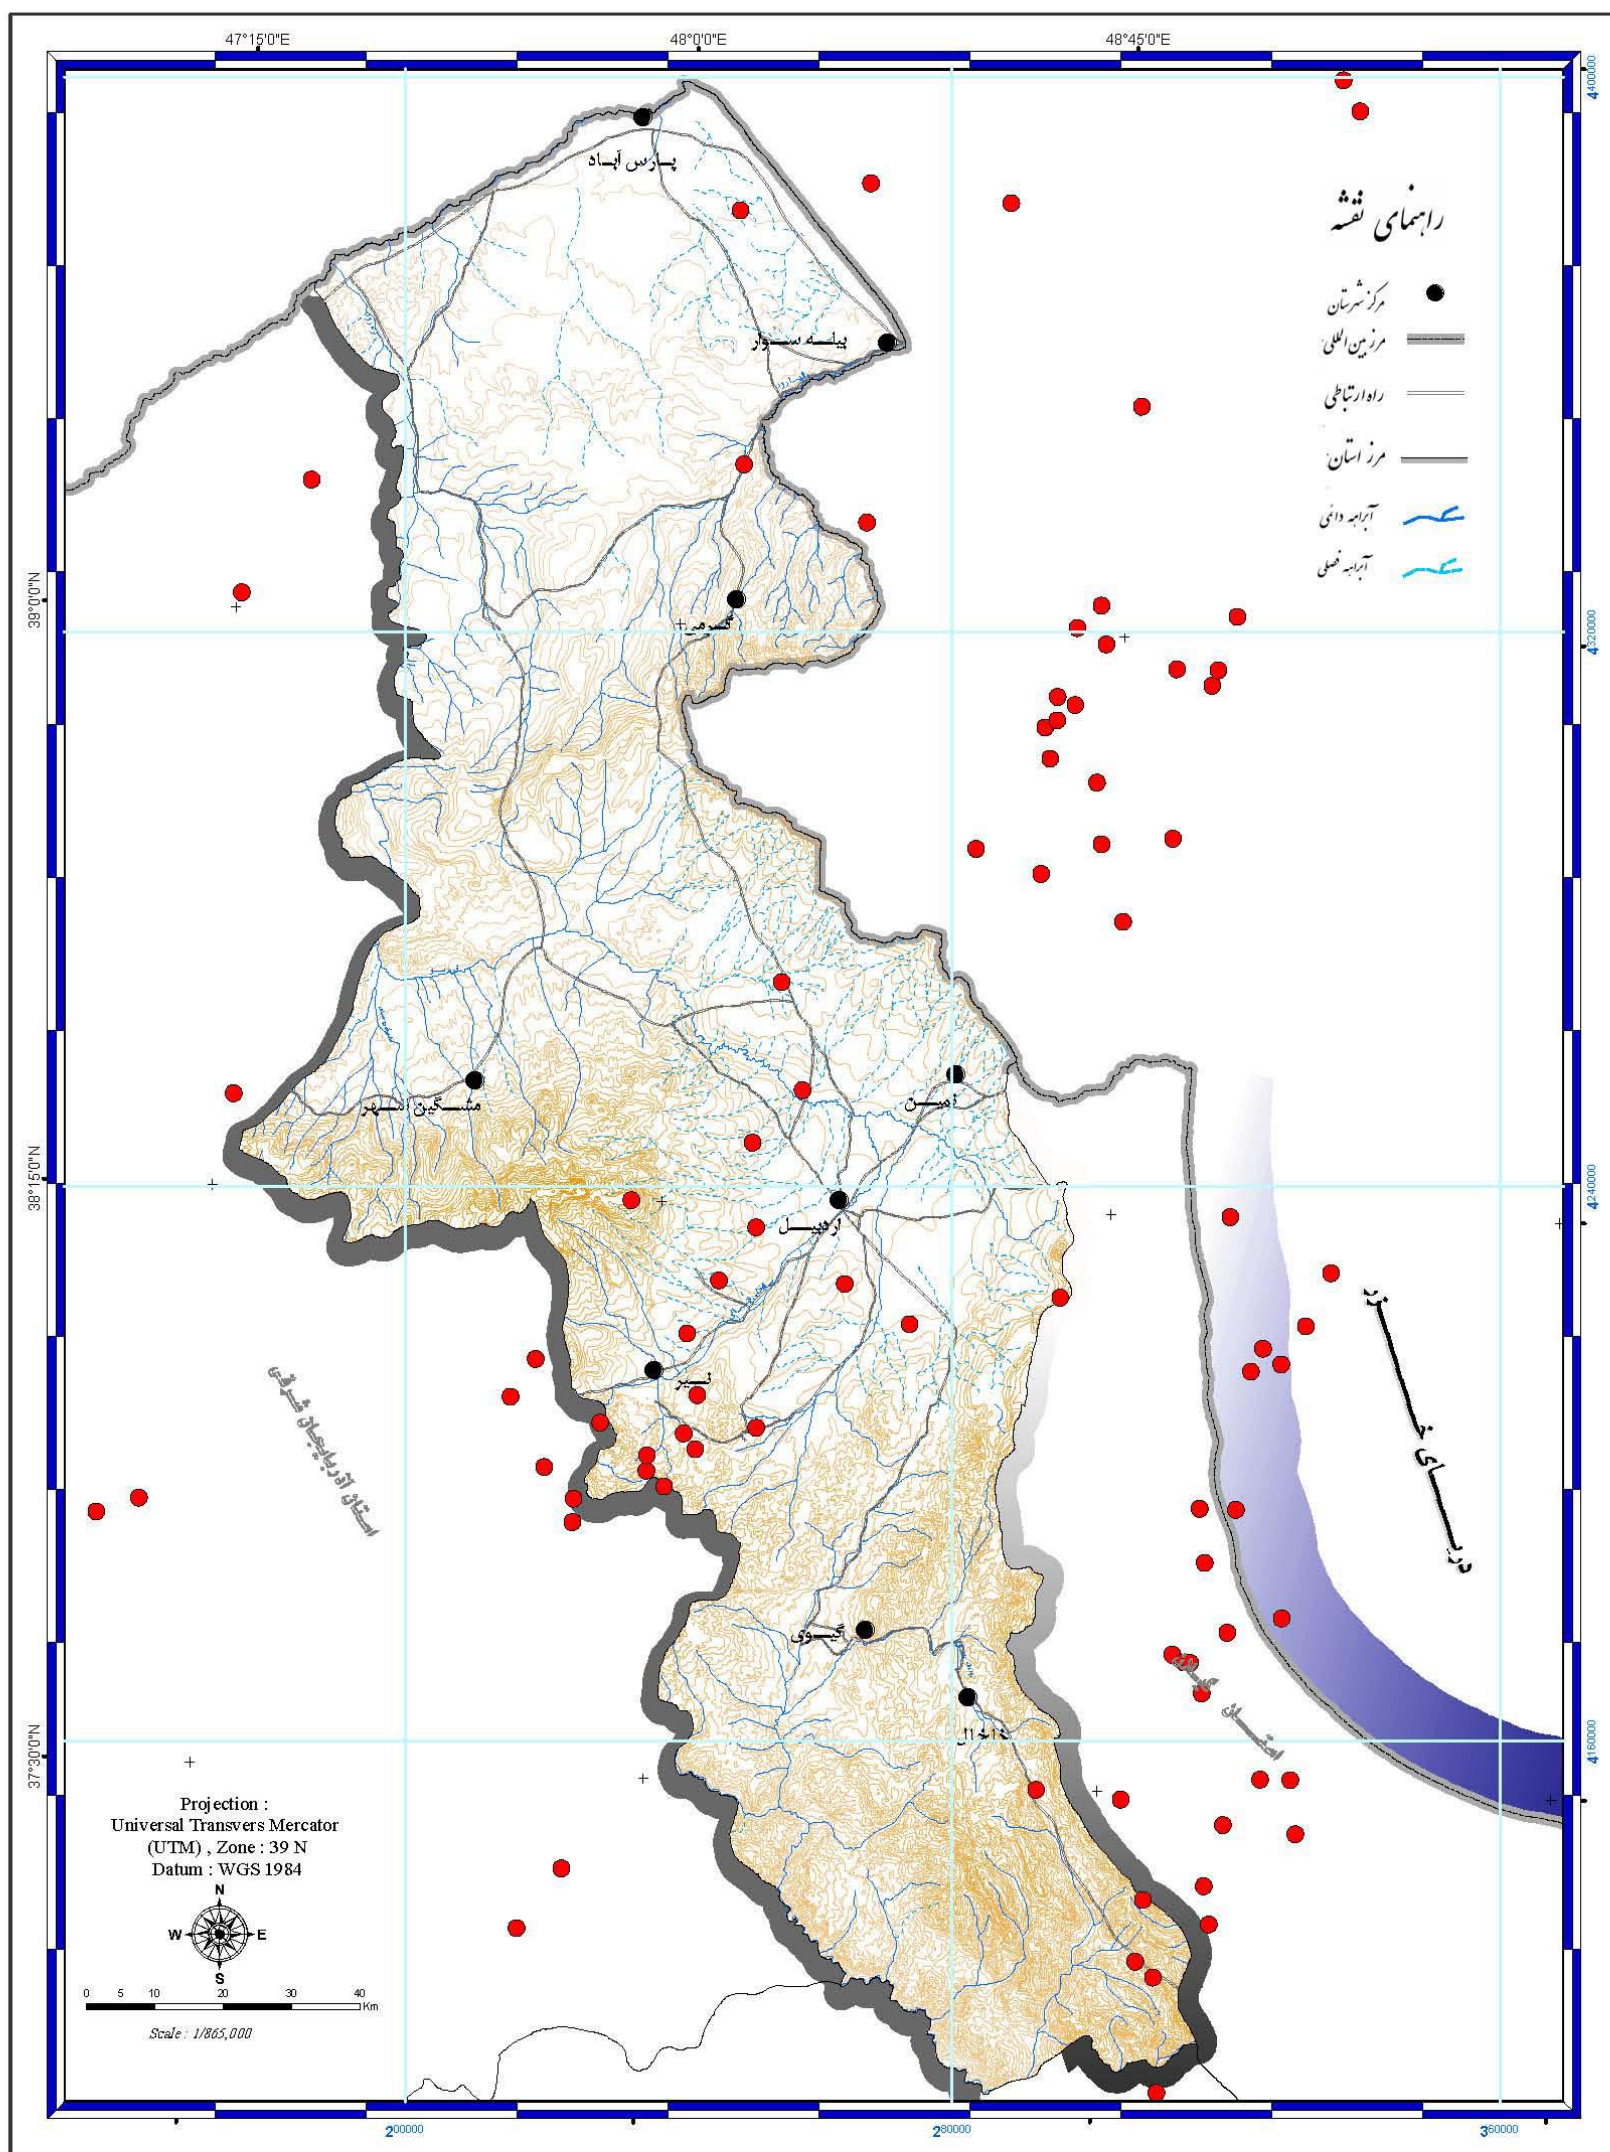 47°15'0"E
48°0'0"E
48°45'0"E
4400000
پارس آباد
راهنمای نقشه
مرکز شهرستان
مرز بین المللی
راه ارتباطی
مرز استان
آبراهه دائمی
آبراهه فصلی
بیله سوار
39°0'0"N
گرمی
4320000
مشگین شهر
نمین
38°15'0"N
4240000
اردبیل
نیر
استان آذربایجان شرقی
دریای خزر
گیوی
خلخال
استان
37°30'0"N
4160000
Projection :
Universal Transvers Mercator
(UTM) , Zone : 39 N
Datum : WGS 1984
N
W E
S
0 5 10 20 30 40
Km
Scale : 1/865,000
200000
280000
360000